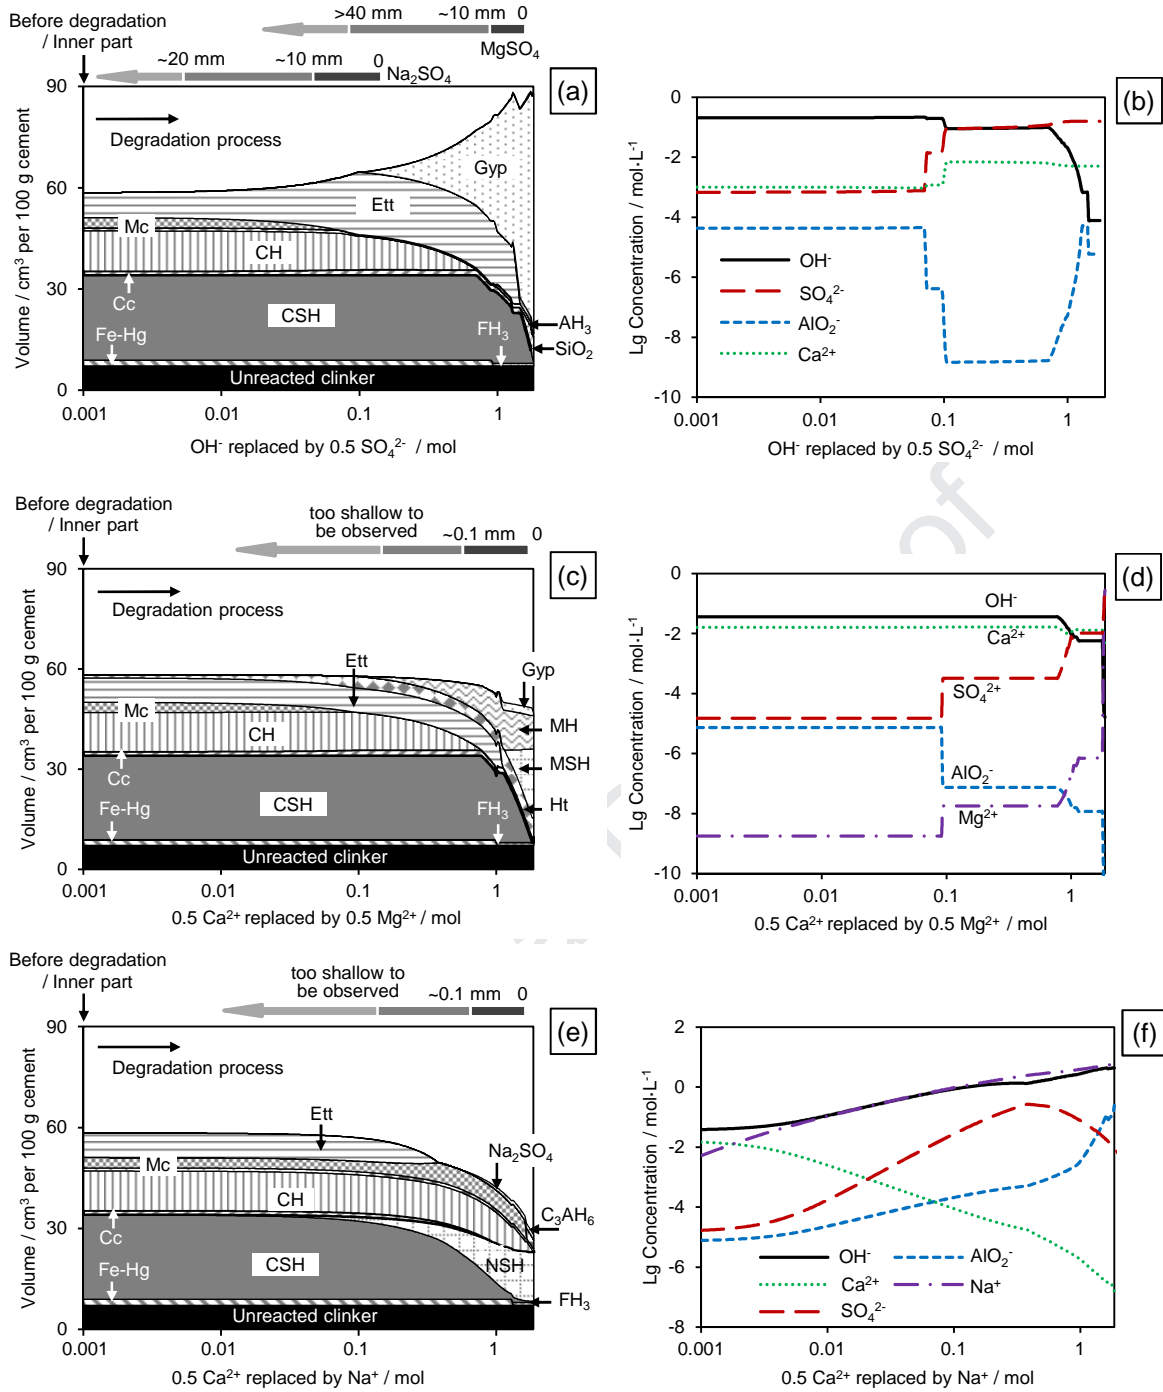 Before degradation
/ Inner part
>40 mm ~10 mm 0
MgSO₄
~20 mm ~10 mm 0
Na₂SO₄
(a)
90
60
30
0
Volume / cm³ per 100 g cement
Degradation process
Gyp
Ett
Mc
CH
Cc
CSH
Fe-Hg
FH₃
AH₃
SiO₂
Unreacted clinker
0.001 0.01 0.1 1
OH⁻ replaced by 0.5 SO₄²⁻ / mol
(b)
0
-2
-4
-6
-8
-10
Lg Concentration / mol·L⁻¹
OH⁻
SO₄²⁻
AlO₂⁻
Ca²⁺
0.001 0.01 0.1 1
OH⁻ replaced by 0.5 SO₄²⁻ / mol
of
Before degradation
/ Inner part
too shallow to
be observed
~0.1 mm 0
(c)
90
60
30
0
Volume / cm³ per 100 g cement
Degradation process
Ett
Gyp
Mc
CH
MH
MSH
Cc
CSH
Ht
Fe-Hg
FH₃
Unreacted clinker
0.001 0.01 0.1 1
0.5 Ca²⁺ replaced by 0.5 Mg²⁺ / mol
(d)
0
-2
-4
-6
-8
-10
Lg Concentration / mol·L⁻¹
OH⁻
Ca²⁺
SO₄²⁺
AlO₂⁻
Mg²⁺
0.001 0.01 0.1 1
0.5 Ca²⁺ replaced by 0.5 Mg²⁺ / mol
Before degradation
/ Inner part
too shallow to
be observed
~0.1 mm 0
(e)
90
60
30
0
Volume / cm³ per 100 g cement
Degradation process
Ett
Na₂SO₄
Mc
CH
C₃AH₆
Cc
CSH
NSH
Fe-Hg
FH₃
Unreacted clinker
0.001 0.01 0.1 1
0.5 Ca²⁺ replaced by Na⁺ / mol
(f)
2
0
-2
-4
-6
-8
Lg Concentration / mol·L⁻¹
OH⁻ AlO₂⁻
Ca²⁺ Na⁺
SO₄²⁻
0.001 0.01 0.1 1
0.5 Ca²⁺ replaced by Na⁺ / mol